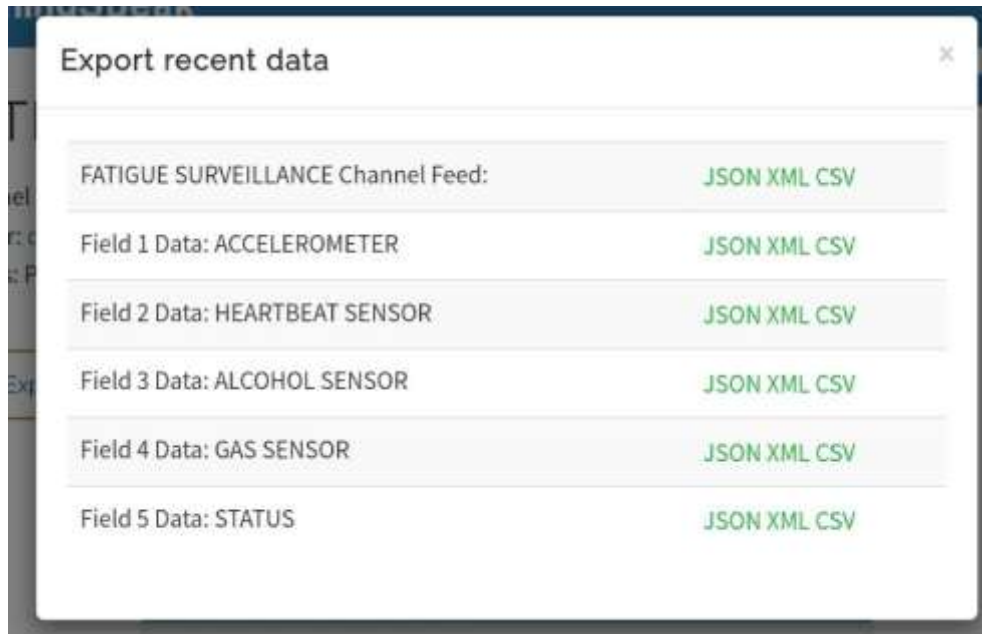 Export recent data ×
FATIGUE SURVEILLANCE Channel Feed: JSON XML CSV
Field 1 Data: ACCELEROMETER JSON XML CSV
Field 2 Data: HEARTBEAT SENSOR JSON XML CSV
Field 3 Data: ALCOHOL SENSOR JSON XML CSV
Field 4 Data: GAS SENSOR JSON XML CSV
Field 5 Data: STATUS JSON XML CSV